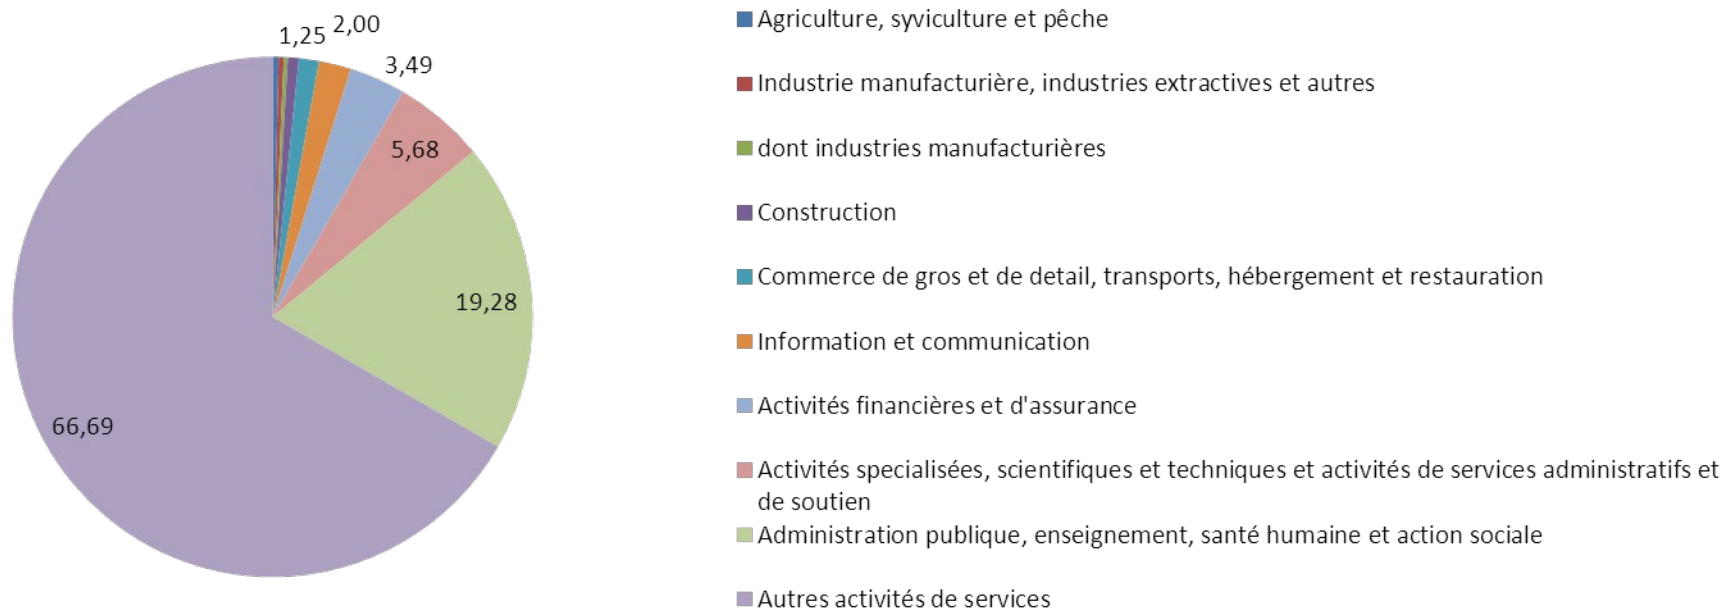 1,25
2,00
3,49
5,68
19,28
66,69
Agriculture, syviculture et pêche
Industrie manufacturière, industries extractives et autres
dont industries manufacturières
Construction
Commerce de gros et de detail, transports, hébergement et restauration
Information et communication
Activités financières et d'assurance
Activités specialisées, scientifiques et techniques et activités de services administratifs et
de soutien
Administration publique, enseignement, santé humaine et action sociale
Autres activités de services